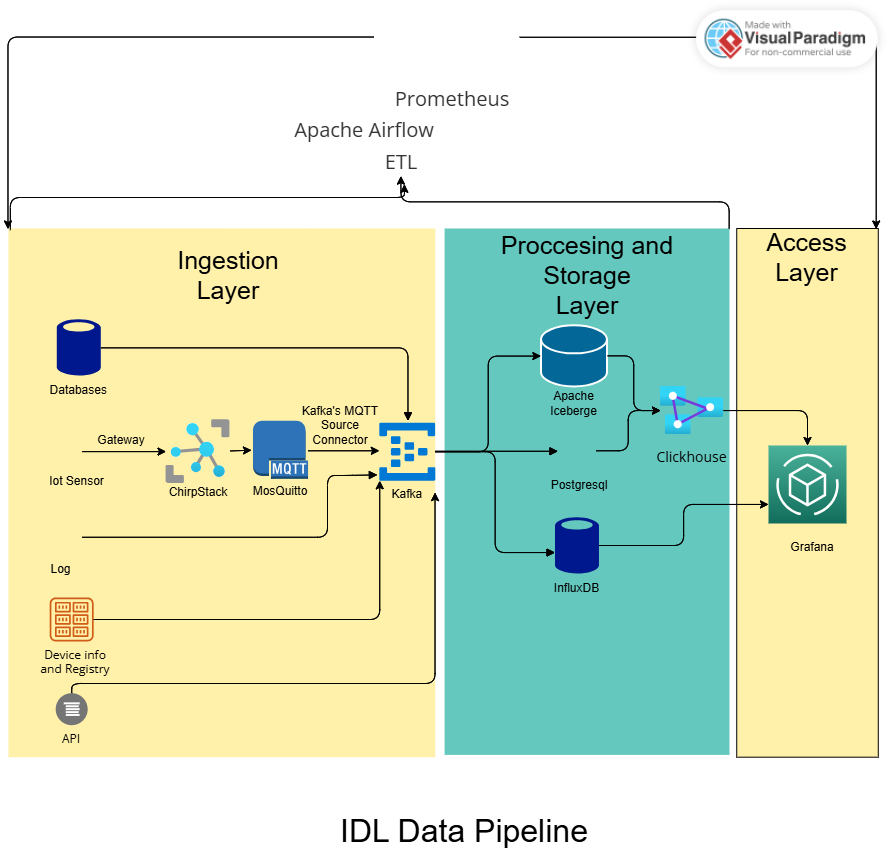 Made with
Visual Paradigm
For non-commercial use
Prometheus
Apache Airflow
ETL
Ingestion
Layer
Proccesing and
Storage
Layer
Access
Layer
Databases
Gateway
Iot Sensor
ChirpStack
MQTT
MosQuitto
Kafka's MQTT
Source
Connector
Kafka
Log
Device info
and Registry
API
Apache
Iceberge
Postgresql
InfluxDB
Clickhouse
Grafana
IDL Data Pipeline